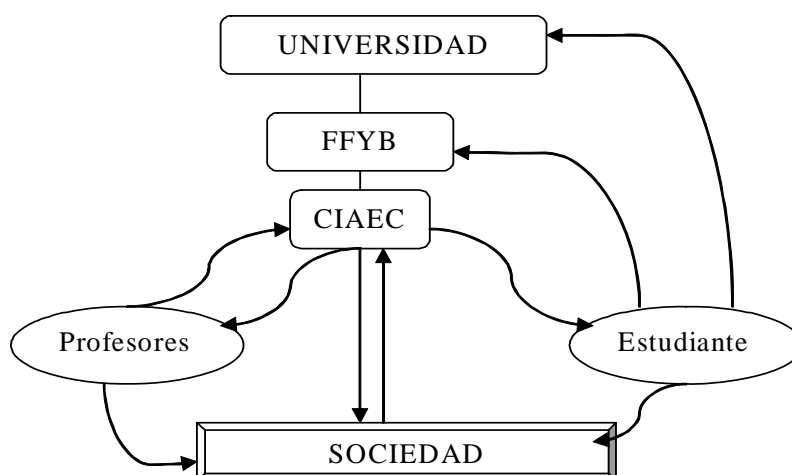 UNIVERSIDAD
FFYB
CIAEC
Profesores
Estudiante
SOCIEDAD